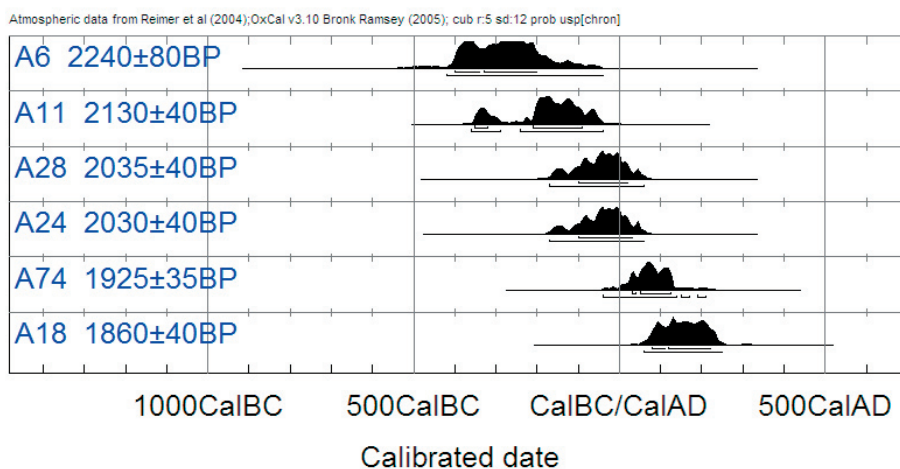 Atmospheric data from Reimer et al (2004);OxCal v3.10 Bronk Ramsey (2005); cub r:5 sd:12 prob usp[chron]
A6 2240±80BP
A11 2130±40BP
A28 2035±40BP
A24 2030±40BP
A74 1925±35BP
A18 1860±40BP
1000CalBC 500CalBC CalBC/CalAD 500CalAD
Calibrated date